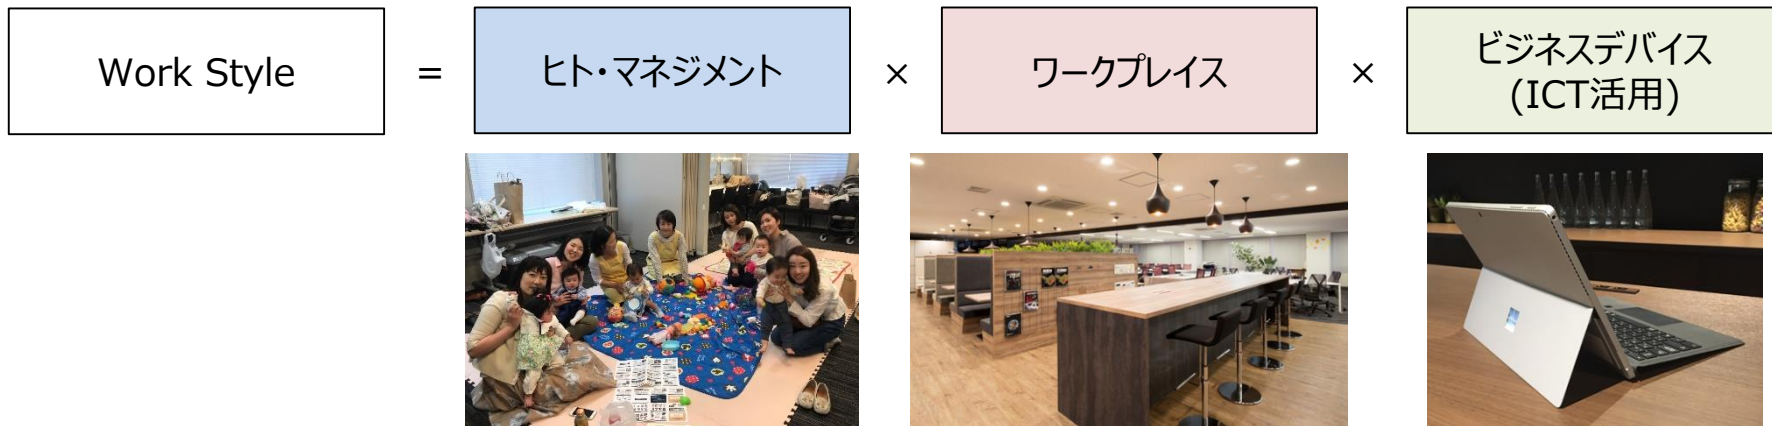 Work Style = ヒト・マネジメント × ワークプレイス × ビジネスデバイス
(ICT活用)